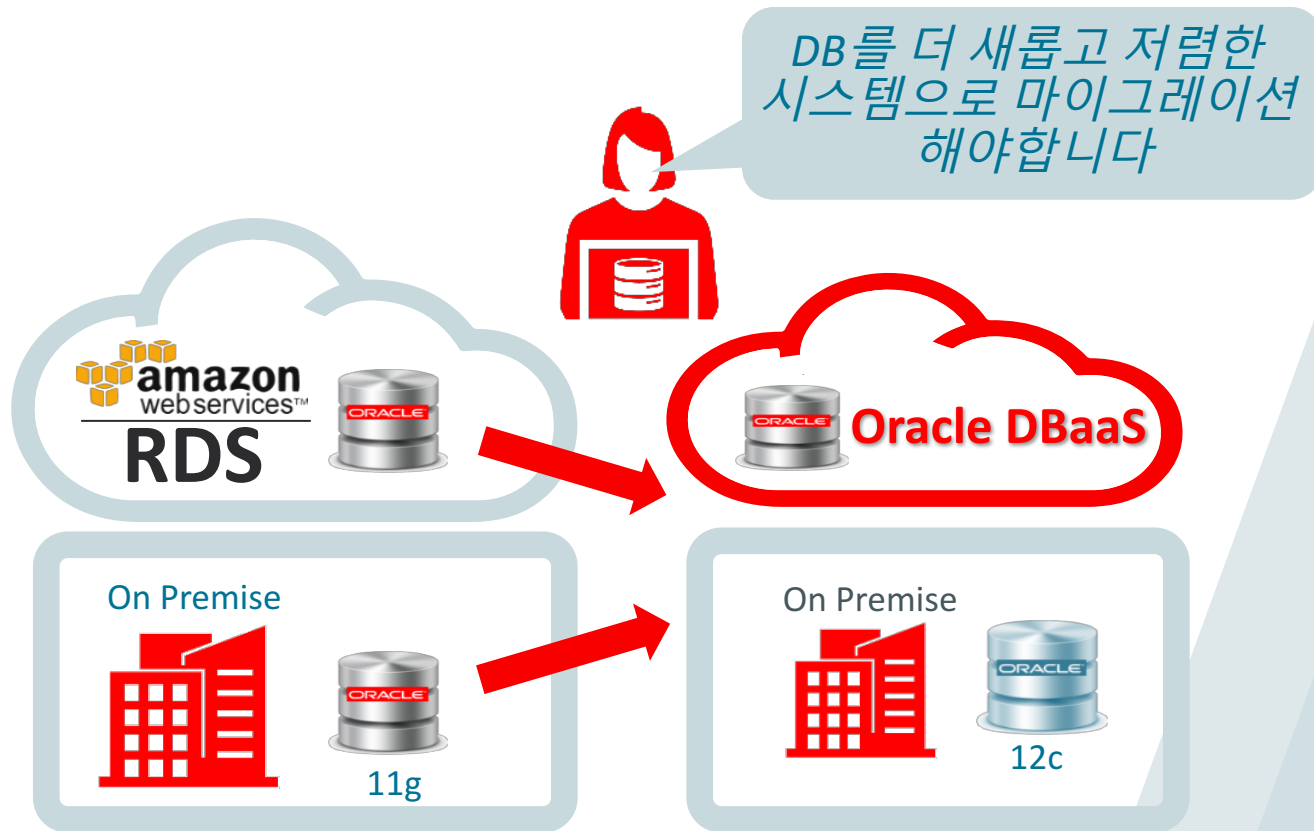 DB를 더 새롭고 저렴한
시스템으로 마이그레이션
해야합니다
amazon
webservices™
RDS
ORACLE
ORACLE
Oracle DBaaS
On Premise
ORACLE
11g
On Premise
ORACLE
12c